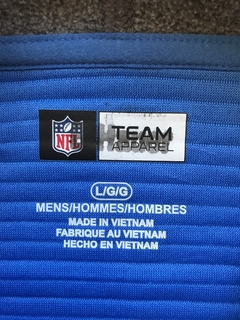 NFL
TEAM
APPAREL
L/G/G
MENS/HOMMES/HOMBRES
MADE IN VIETNAM
FABRIQUE AU VIETNAM
HECHO EN VIETNAM